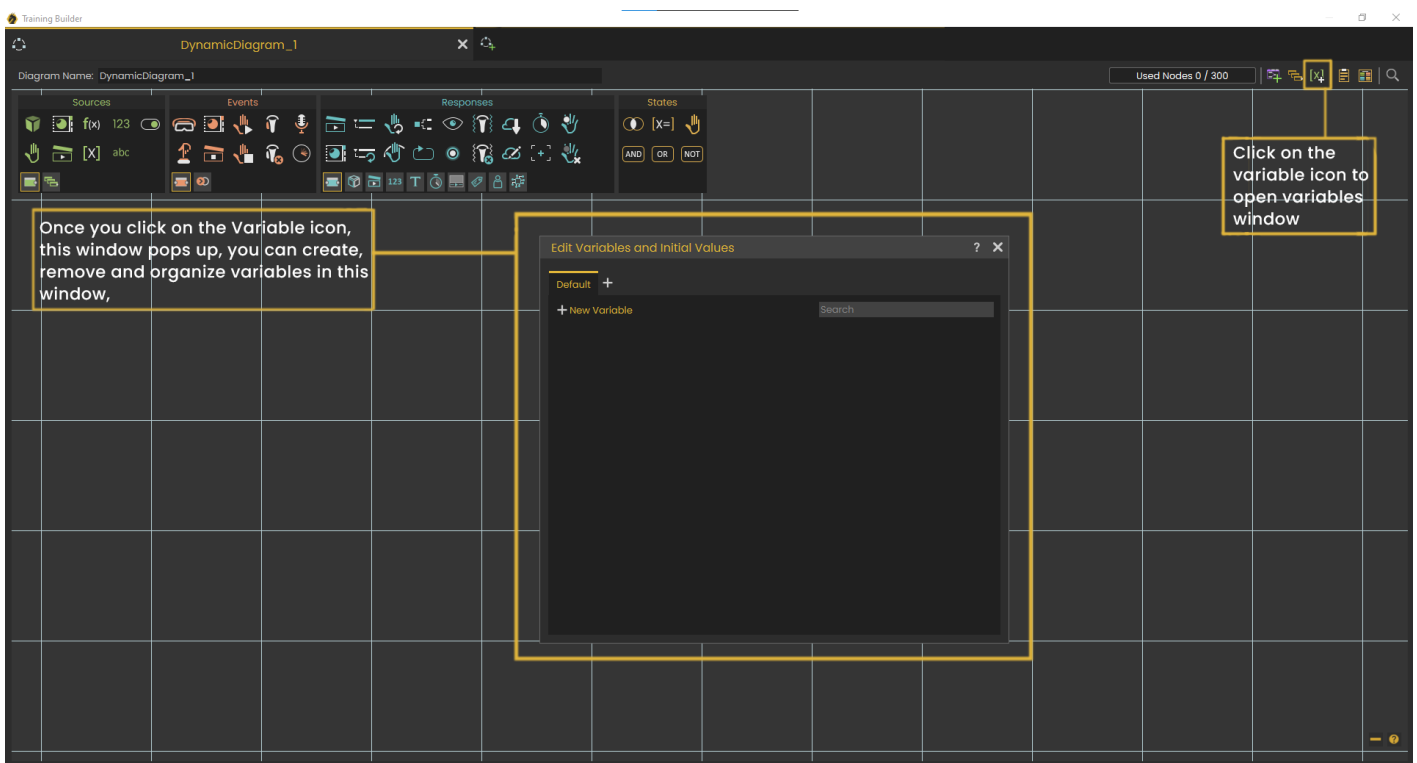 Training Builder
DynamicDiagram_1
Diagram Name: DynamicDiagram_1
Used Nodes 0 / 300
[x]
Sources
Events
Responses
States
f(x)
123
[X=]
[X]
abc
[+]
AND
OR
NOT
123
T
Click on the
variable icon to
open variables
window
Once you click on the Variable icon,
this window pops up, you can create,
remove and organize variables in this
window,
Edit Variables and Initial Values
?
Default
New Variable
Search
?